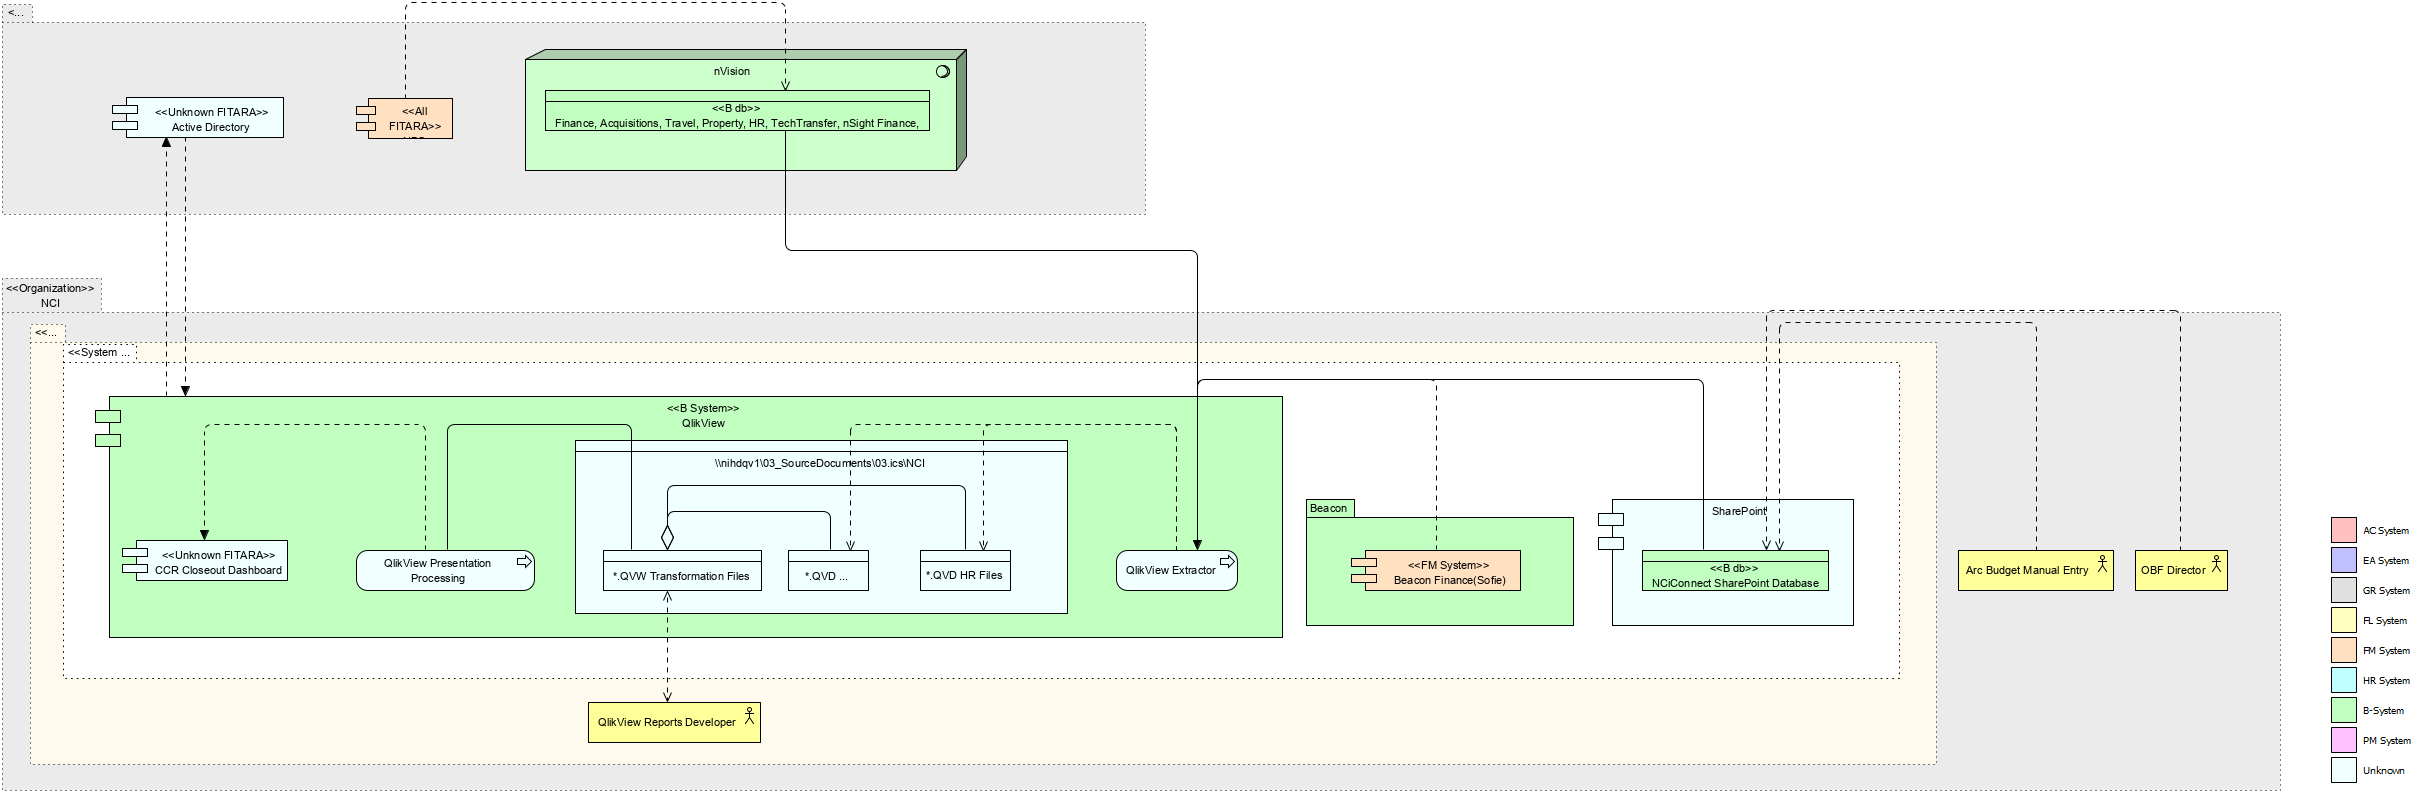 <...
nVision
<<Unknown FITARA>>
Active Directory
<<All
FITARA>>
<<B db>>
Finance, Acquisitions, Travel, Property, HR, TechTransfer, nSight Finance,
<<Organization>>
NCI
<<...
<<System ...
<<B System>>
QlikView
\\nihdqv1\03_SourceDocuments\03.ics\NCI
<<Unknown FITARA>>
CCR Closeout Dashboard
QlikView Presentation
Processing
*.QVW Transformation Files
*.QVD ...
*.QVD HR Files
QlikView Extractor
Beacon
<<FM System>>
Beacon Finance(Sofie)
SharePoint
<<B db>>
NCiConnect SharePoint Database
Arc Budget Manual Entry
OBF Director
QlikView Reports Developer
AC System
EA System
GR System
FL System
FM System
HR System
B-System
PM System
Unknown